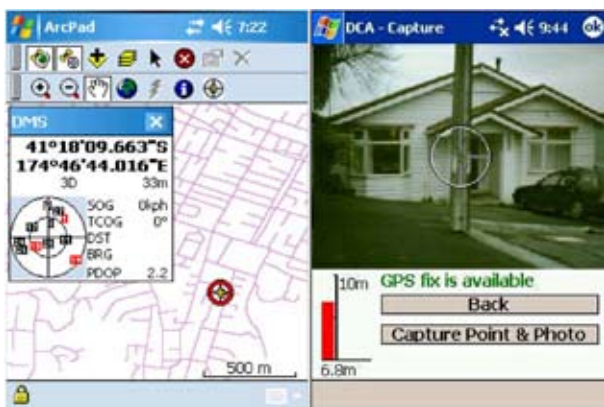 ArcPad 7:22
DMS
41°18'09.663"S
174°46'44.016"E
3D 33m
SOG 0kph
TCOG 0°
DST
BRG
PDOP 2.2
500 m
DCA - Capture 9:44 ok
10m
GPS fix is available
Back
Capture Point & Photo
6.8m